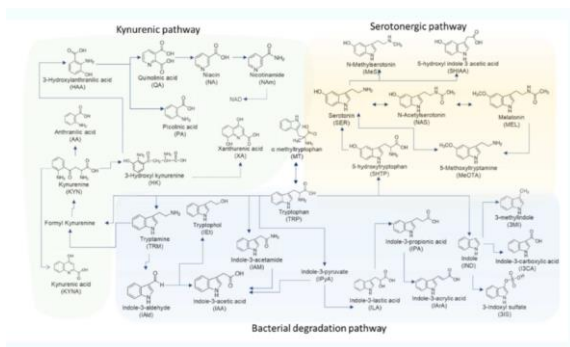 Kynurenic pathway
Serotonergic pathway
3-Hydroxylanthranilic acid
(HAA)
Quinolinic acid
(QA)
Niacin
(NA)
Nicotinamide
(NAm)
NAD
Picolinic acid
(PA)
Anthranilic acid
(AA)
Xanthurenic acid
(XA)
α methyltryptophan
(MT)
Kynurenine
(KYN)
3-Hydroxyl kynurenine
(HK)
Formyl Kynurenine
Kynurenic acid
(KYNA)
N-Methylserotonin
(MeS)
5-hydroxyl indole 3 acetic acid
(5HIAA)
Serotonin
(SER)
N-Acetylserotonin
(NAS)
Melatonin
(MEL)
5-hydroxytryptophan
(5HTP)
5-Methoxytryptamine
(MeOTA)
Tryptophan
(TRP)
Tryptamine
(TRM)
Tryptophol
(IEt)
Indole-3-acetamide
(IAM)
Indole-3-aldehyde
(IAld)
Indole-3-acetic acid
(IAA)
Indole-3-pyruvate
(IPyA)
Indole-3-propionic acid
(IPA)
Indole-3-lactic acid
(ILA)
Indole-3-acrylic acid
(IArA)
Indole
(IND)
3-methylindole
(3MI)
Indole-3-carboxylic acid
(I3CA)
3-indoxyl sulfate
(3IS)
Bacterial degradation pathway